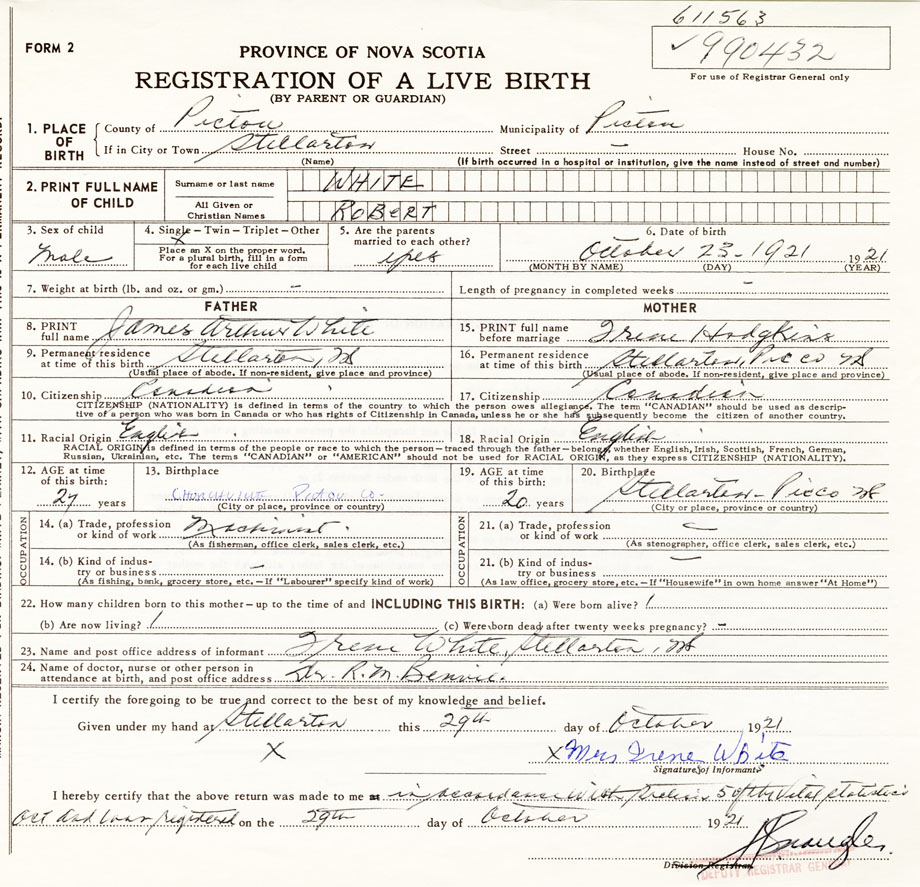 611563
✓990432
For use of Registrar General only
FORM 2
PROVINCE OF NOVA SCOTIA
REGISTRATION OF A LIVE BIRTH
(BY PARENT OR GUARDIAN)
1. PLACE OF BIRTH { County of Pictou Municipality of Pictou
If in City or Town Stellarton Street – House No.
(Name) (If birth occurred in a hospital or institution, give the name instead of street and number)
2. PRINT FULL NAME OF CHILD Surname or last name WHITE
All Given or Christian Names ROBERT
3. Sex of child Male
4. Single – Twin – Triplet – Other
X
Place an X on the proper word. For a plural birth, fill in a form for each live child
5. Are the parents married to each other? yes
6. Date of birth October 23-1921 1921
(MONTH BY NAME) (DAY) (YEAR)
7. Weight at birth (lb. and oz. or gm.) – Length of pregnancy in completed weeks –
FATHER
MOTHER
8. PRINT full name James Arthur White
15. PRINT full name before marriage Irene Hodgkins
9. Permanent residence at time of this birth Stellarton, NS
(Usual place of abode. If non-resident, give place and province)
16. Permanent residence at time of this birth Stellarton, Pic co NS
(Usual place of abode. If non-resident, give place and province)
10. Citizenship Canadian
17. Citizenship Canadian
CITIZENSHIP (NATIONALITY) is defined in terms of the country to which the person owes allegiance. The term "CANADIAN" should be used as descrip-
tive of a person who was born in Canada or who has rights of Citizenship in Canada, unless he or she has subsequently become the citizen of another country.
11. Racial Origin English
18. Racial Origin English
RACIAL ORIGIN is defined in terms of the people or race to which the person – traced through the father – belongs, whether English, Irish, Scottish, French, German,
Russian, Ukrainian, etc. The terms "CANADIAN" or "AMERICAN" should not be used for RACIAL ORIGIN, as they express CITIZENSHIP (NATIONALITY).
12. AGE at time of this birth: 27 years
13. Birthplace Pictou Co-
(City or place, province or country)
19. AGE at time of this birth: 20 years
20. Birthplace Stellarton – Pic co NS
(City or place, province or country)
OCCUPATION
14. (a) Trade, profession or kind of work Machinist.
(As fisherman, office clerk, sales clerk, etc.)
14. (b) Kind of indus-
try or business –
(As fishing, bank, grocery store, etc. – If "Labourer" specify kind of work)
OCCUPATION
21. (a) Trade, profession or kind of work –
(As stenographer, office clerk, sales clerk, etc.)
21. (b) Kind of indus-
try or business –
(As law office, grocery store, etc. – If "Housewife" in own home answer "At Home")
22. How many children born to this mother – up to the time of and INCLUDING THIS BIRTH: (a) Were born alive? 1
(b) Are now living? 1 (c) Were born dead after twenty weeks pregnancy? –
23. Name and post office address of informant Irene White, Stellarton, NS
24. Name of doctor, nurse or other person in attendance at birth, and post office address Dr. R. M. Benvie.
I certify the foregoing to be true and correct to the best of my knowledge and belief.
Given under my hand at Stellarton this 29th day of October 1921
X
X Mrs Irene White
Signature of Informants
I hereby certify that the above return was made to me at in accordance with Section 5 of the Vital Statistics
Act and was registered on the 29th day of October 1921
Division Registrar
DEPUTY REGISTRAR GENERAL